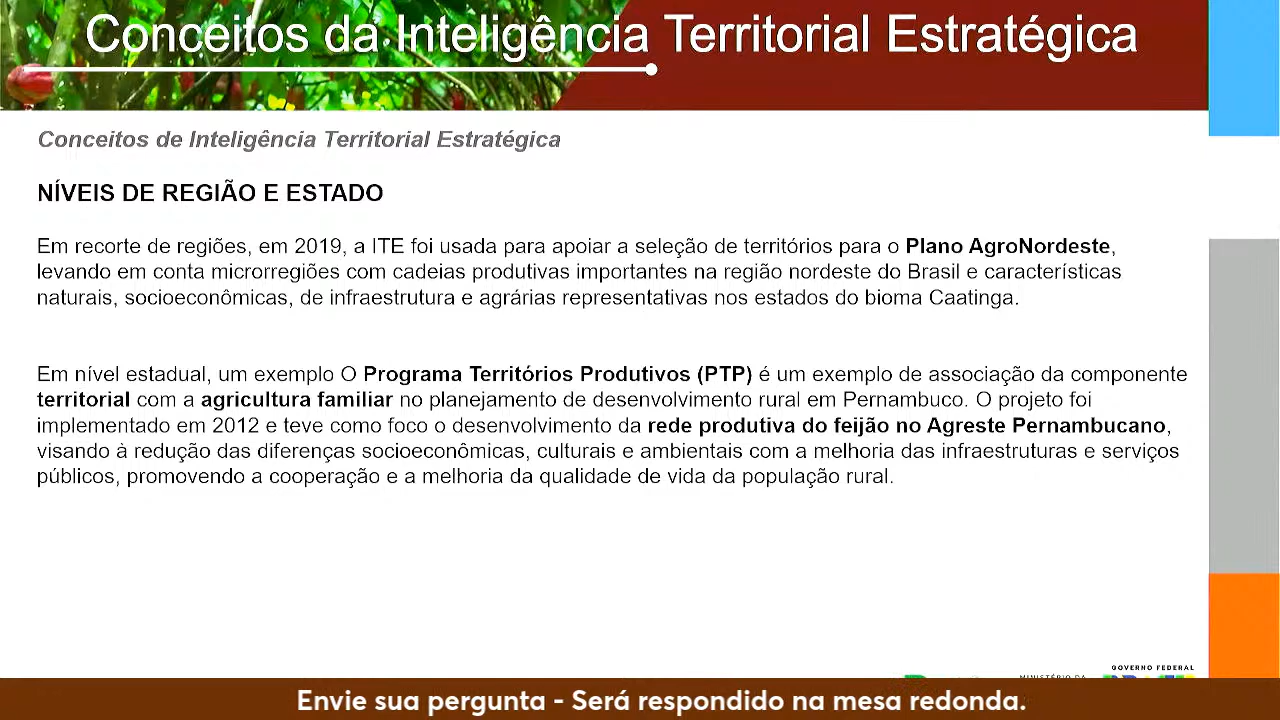 Conceitos da Inteligência Territorial Estratégica
Conceitos de Inteligência Territorial Estratégica
NÍVEIS DE REGIÃO E ESTADO
Em recorte de regiões, em 2019, a ITE foi usada para apoiar a seleção de territórios para o Plano AgroNordeste,
levando em conta microrregiões com cadeias produtivas importantes na região nordeste do Brasil e características
naturais, socioeconômicas, de infraestrutura e agrárias representativas nos estados do bioma Caatinga.
Em nível estadual, um exemplo O Programa Territórios Produtivos (PTP) é um exemplo de associação da componente
territorial com a agricultura familiar no planejamento de desenvolvimento rural em Pernambuco. O projeto foi
implementado em 2012 e teve como foco o desenvolvimento da rede produtiva do feijão no Agreste Pernambucano,
visando à redução das diferenças socioeconômicas, culturais e ambientais com a melhoria das infraestruturas e serviços
públicos, promovendo a cooperação e a melhoria da qualidade de vida da população rural.
GOVERNO FEDERAL
MINISTÉRIO DA
Envie sua pergunta - Será respondido na mesa redonda.